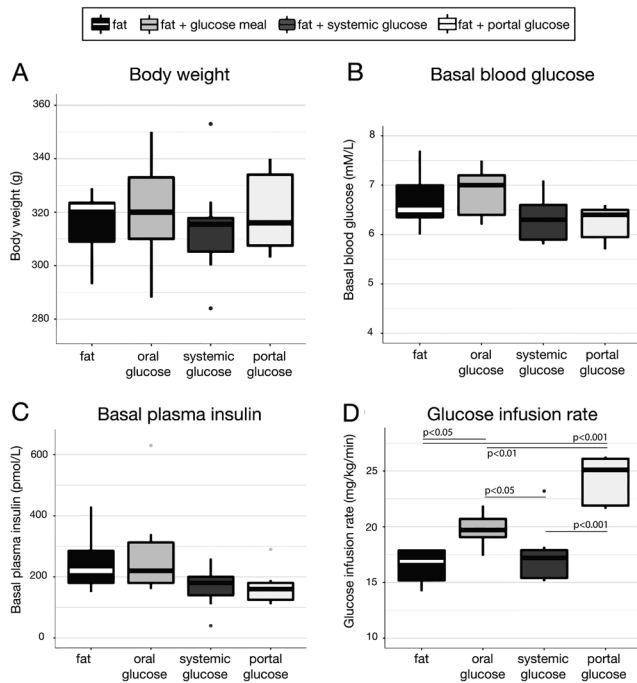 fat fat + glucose meal fat + systemic glucose fat + portal glucose
A Body weight
Body weight (g)
360
340
320
300
280
fat oral glucose systemic glucose portal glucose
B Basal blood glucose
Basal blood glucose (mM/L)
8
7
6
5
4
fat oral glucose systemic glucose portal glucose
C Basal plasma insulin
Basal plasma insulin (pmol/L)
600
400
200
0
fat oral glucose systemic glucose portal glucose
D Glucose infusion rate
Glucose infusion rate (mg/kg/min)
p<0.05 p<0.001
p<0.01
p<0.05
p<0.001
25
20
15
10
fat oral glucose systemic glucose portal glucose